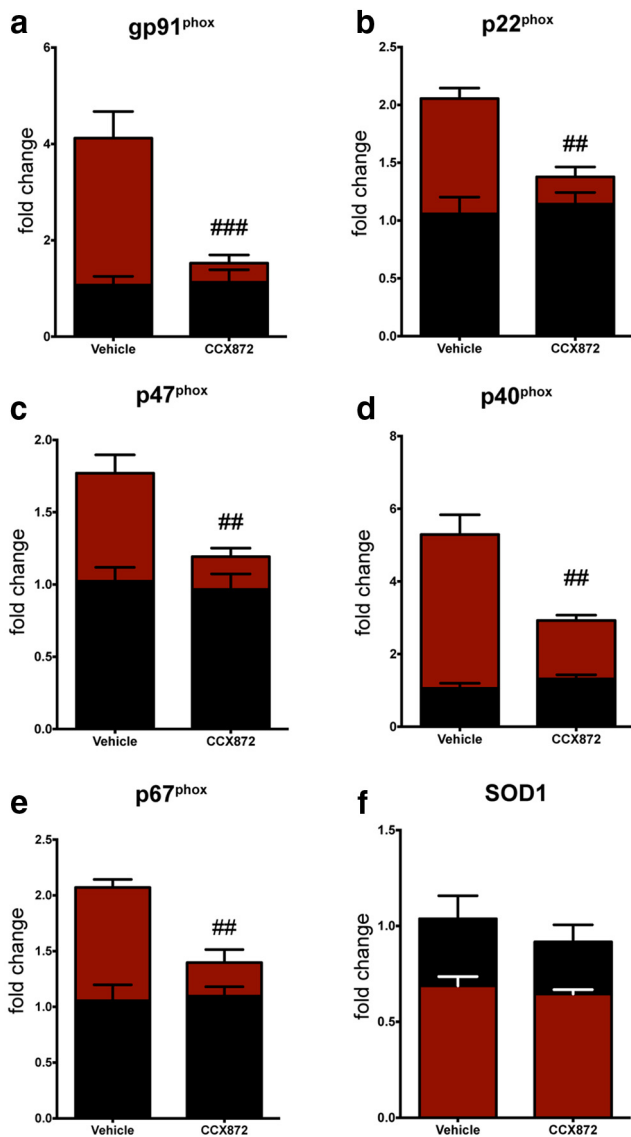 a
gp91phox
6
4
2
0
fold change
###
Vehicle
CCX872
b
p22phox
2.5
2.0
1.5
1.0
0.5
0.0
fold change
##
Vehicle
CCX872
c
p47phox
2.0
1.5
1.0
0.5
0.0
fold change
##
Vehicle
CCX872
d
p40phox
8
6
4
2
0
fold change
##
Vehicle
CCX872
e
p67phox
2.5
2.0
1.5
1.0
0.5
0.0
fold change
##
Vehicle
CCX872
f
SOD1
1.5
1.0
0.5
0.0
fold change
Vehicle
CCX872